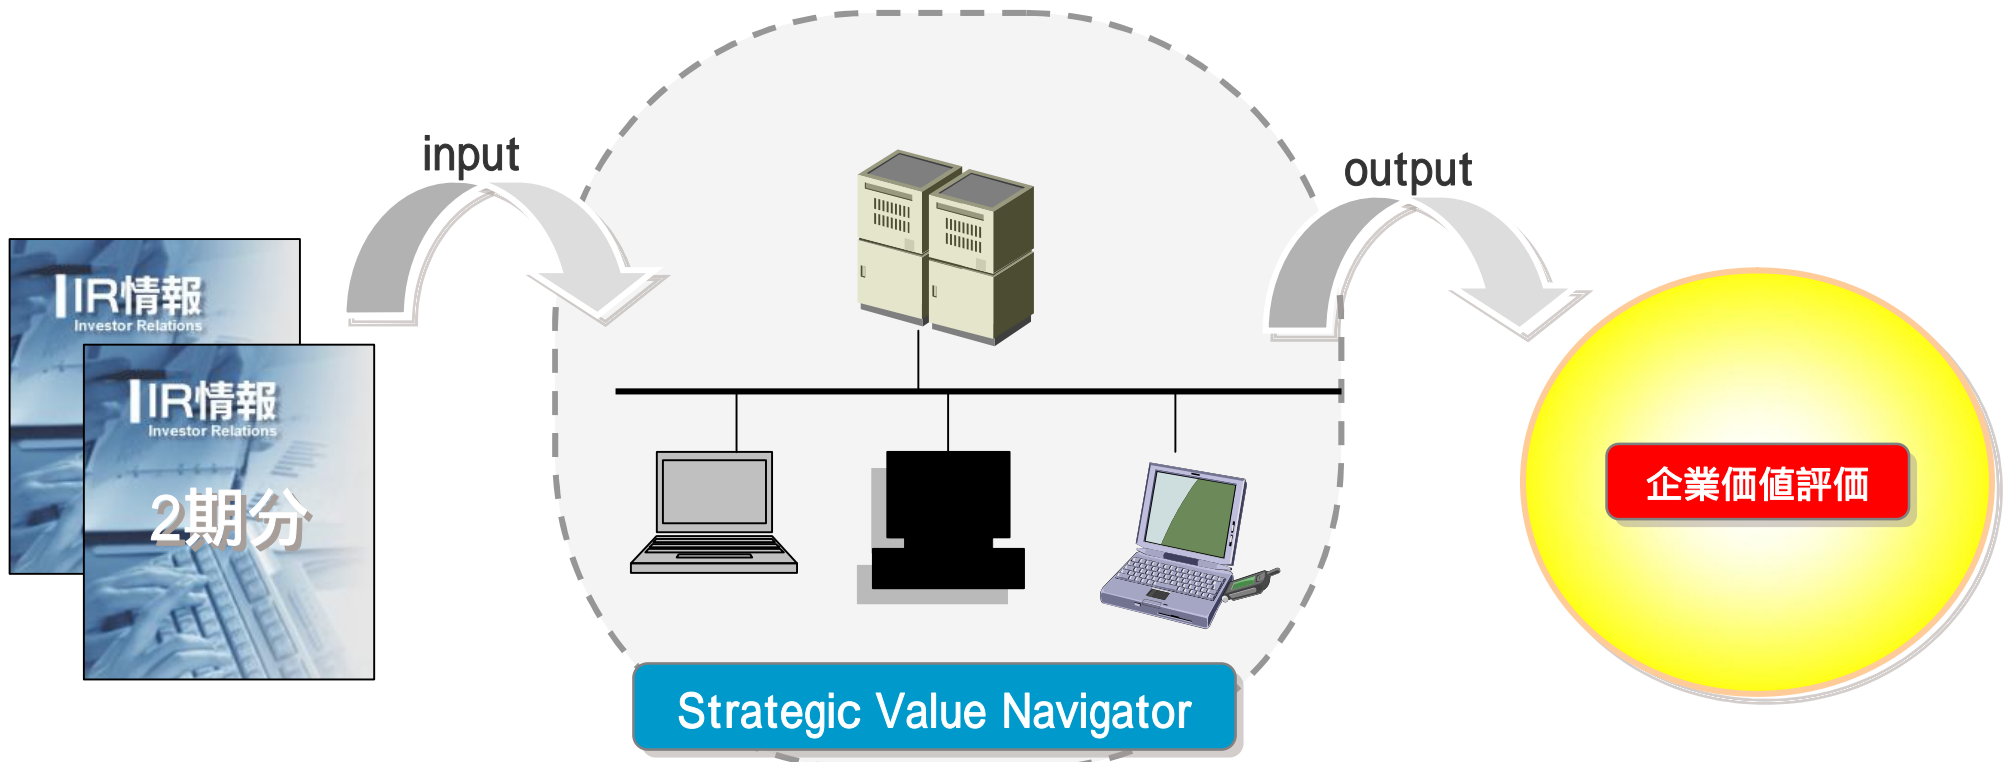 input
output
IR情報
Investor Relations
IR情報
Investor Relations
2期分
企業価値評価
Strategic Value Navigator